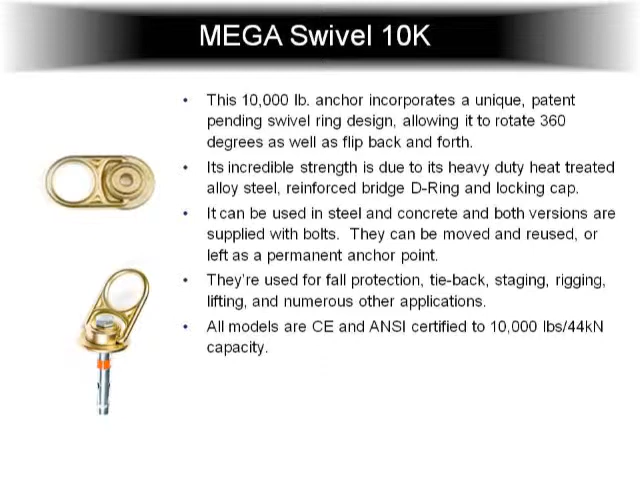 MEGA Swivel 10K
• This 10,000 lb. anchor incorporates a unique, patent
pending swivel ring design, allowing it to rotate 360
degrees as well as flip back and forth.
• Its incredible strength is due to its heavy duty heat treated
alloy steel, reinforced bridge D-Ring and locking cap.
• It can be used in steel and concrete and both versions are
supplied with bolts.  They can be moved and reused, or
left as a permanent anchor point.
• They're used for fall protection, tie-back, staging, rigging,
lifting, and numerous other applications.
• All models are CE and ANSI certified to 10,000 lbs/44kN
capacity.